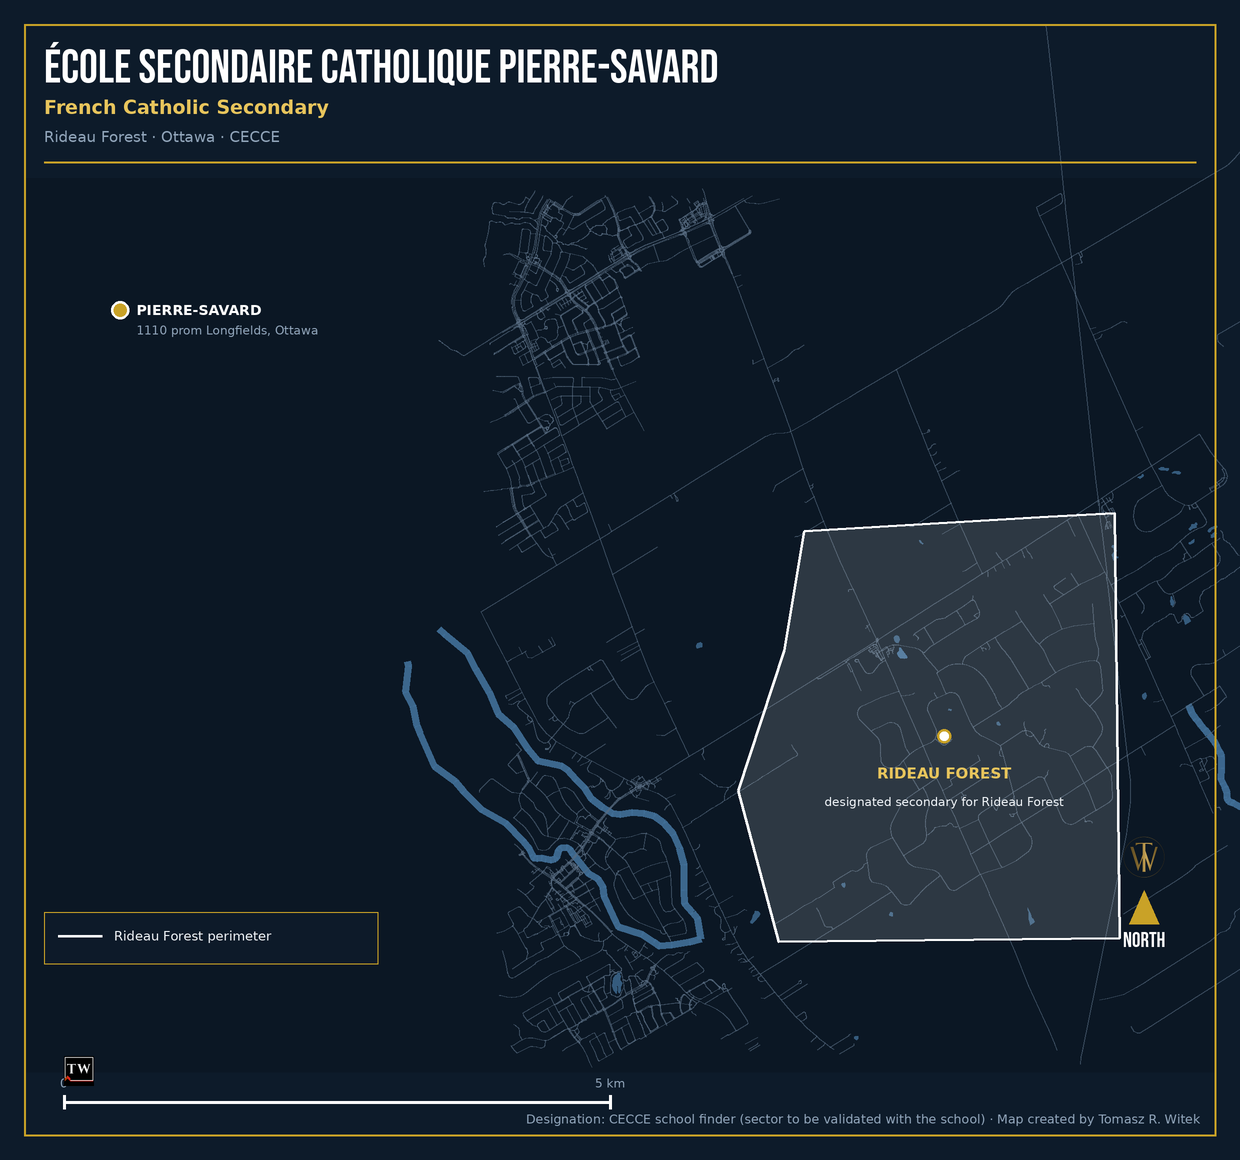 ÉCOLE SECONDAIRE CATHOLIQUE PIERRE-SAVARD
French Catholic Secondary
Rideau Forest · Ottawa · CECCE
PIERRE-SAVARD
1110 prom Longfields, Ottawa
RIDEAU FOREST
designated secondary for Rideau Forest
TW
NORTH
Rideau Forest perimeter
TW
5 km
Designation: CECCE school finder (sector to be validated with the school) · Map created by Tomasz R. Witek